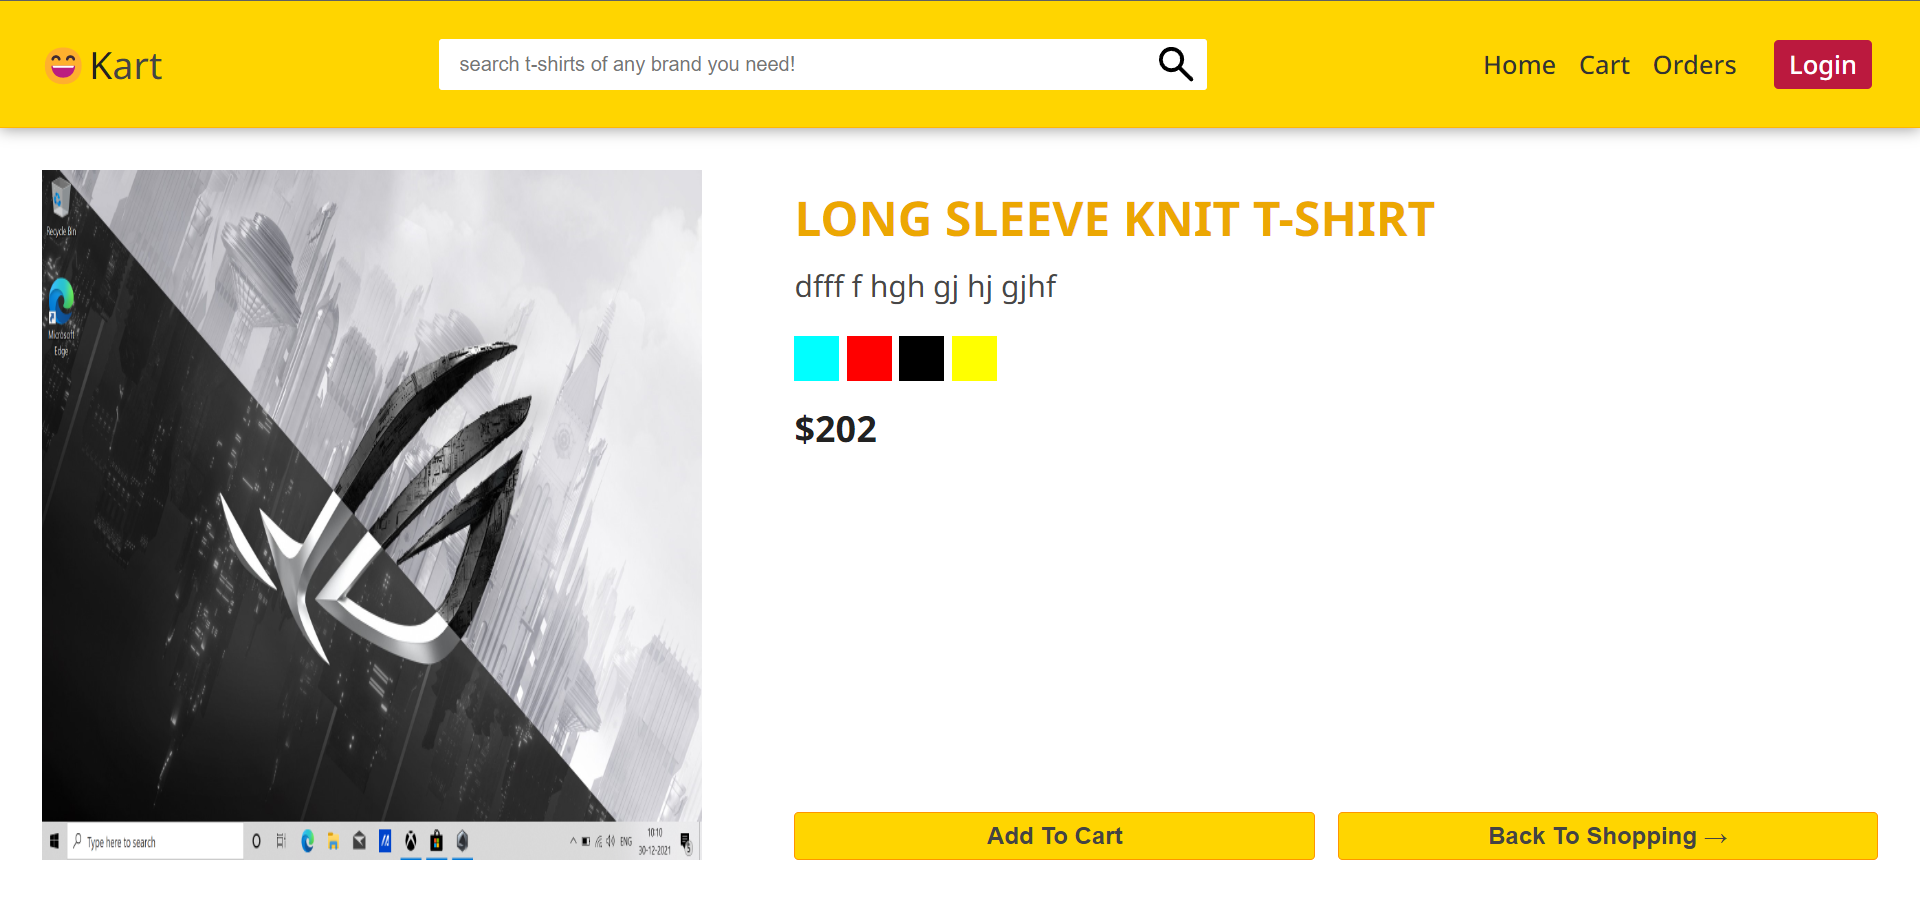 😄 Kart
search t-shirts of any brand you need!
Home Cart Orders Login
Recycle Bin
Microsoft
Edge
Type here to search
ENG
10:10
30-12-2021
5
LONG SLEEVE KNIT T-SHIRT
dfff f hgh gj hj gjhf
$202
Add To Cart
Back To Shopping →